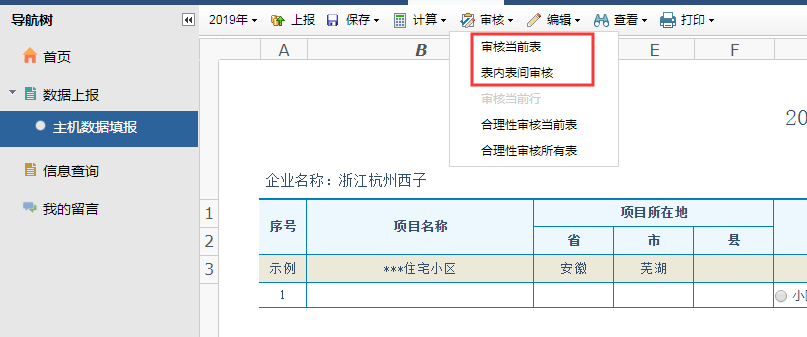 导航树
2019年 上报 保存 计算 审核 编辑 查看 打印
首页
数据上报
主机数据填报
信息查询
我的留言
审核当前表
表内表间审核
审核当前行
合理性审核当前表
合理性审核所有表
A B E F
20
企业名称：浙江杭州西子
1 序号 项目名称 项目所在地
2 省 市 县
3 示例 ***住宅小区 安徽 芜湖
1 小